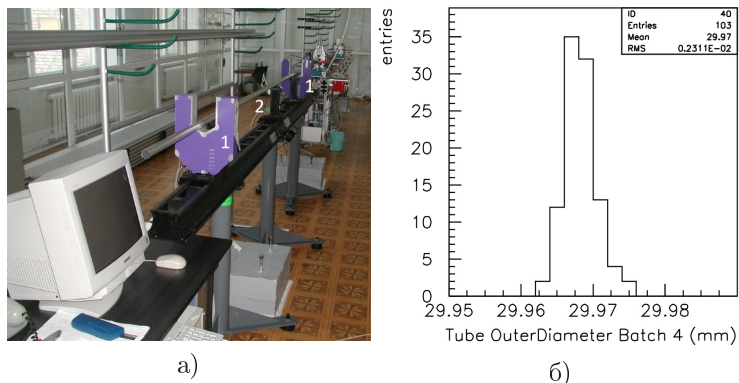 1
2
1
а)
entries
ID 40
Entries 103
Mean 29.97
RMS 0.2311E-02
35
30
25
20
15
10
5
0
29.95 29.96 29.97 29.98
Tube OuterDiameter Batch 4 (mm)
б)